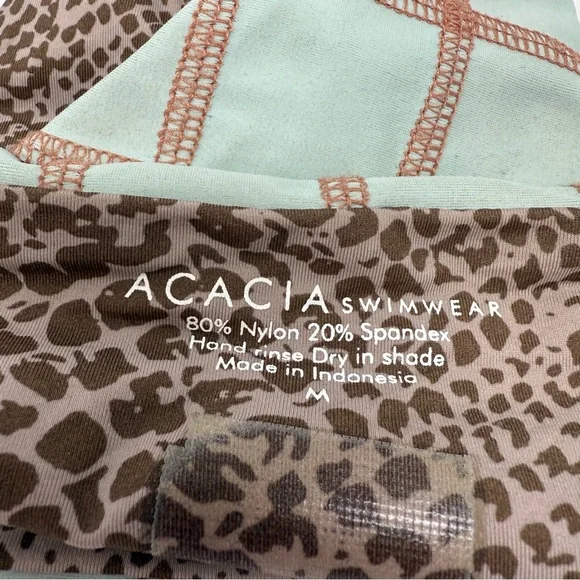 ACACIA SWIMWEAR
80% Nylon 20% Spandex
Hand rinse Dry in shade
Made in Indonesia
M